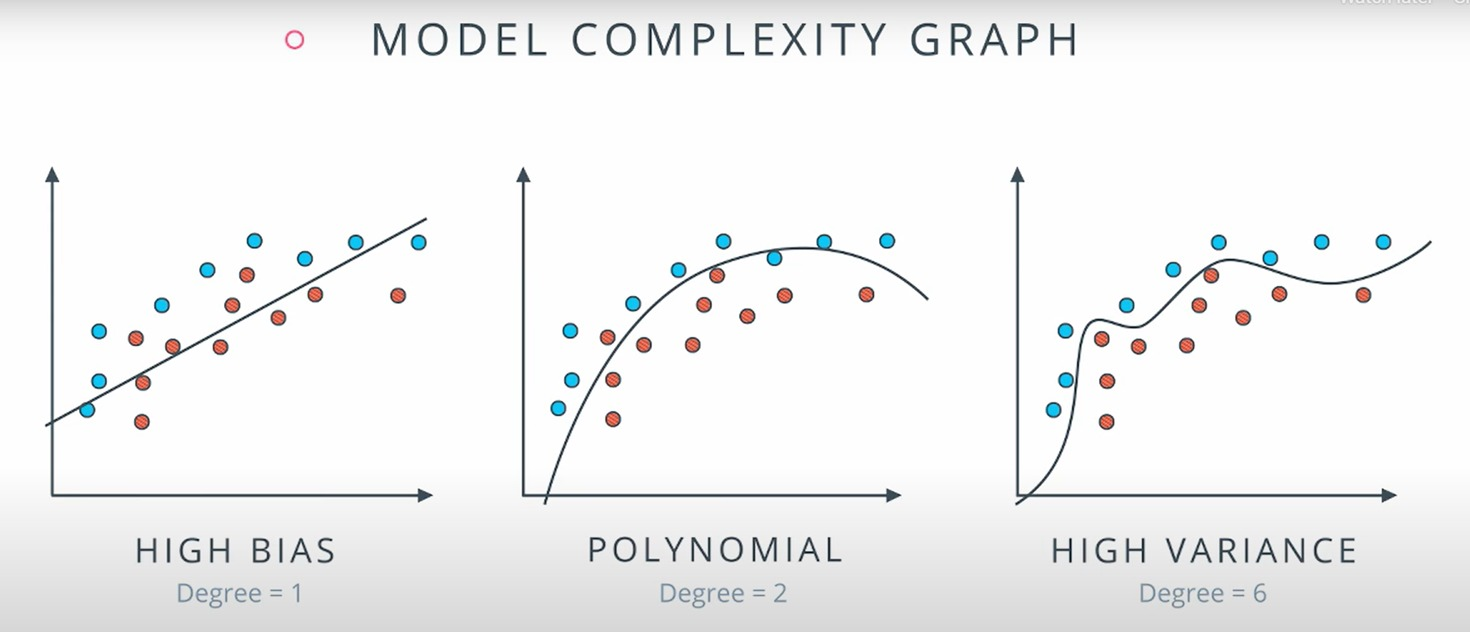 MODEL COMPLEXITY GRAPH
HIGH BIAS
Degree = 1
POLYNOMIAL
Degree = 2
HIGH VARIANCE
Degree = 6